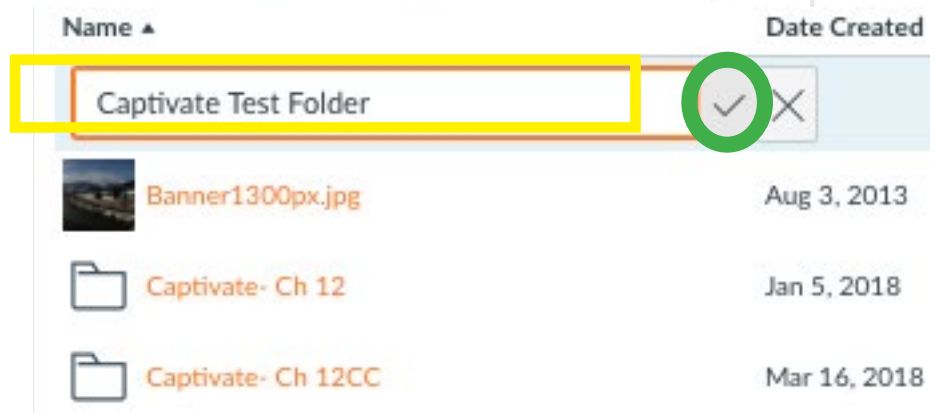 Name ▲ Date Created
Captivate Test Folder
Banner1300px.jpg Aug 3, 2013
Captivate- Ch 12 Jan 5, 2018
Captivate- Ch 12CC Mar 16, 2018